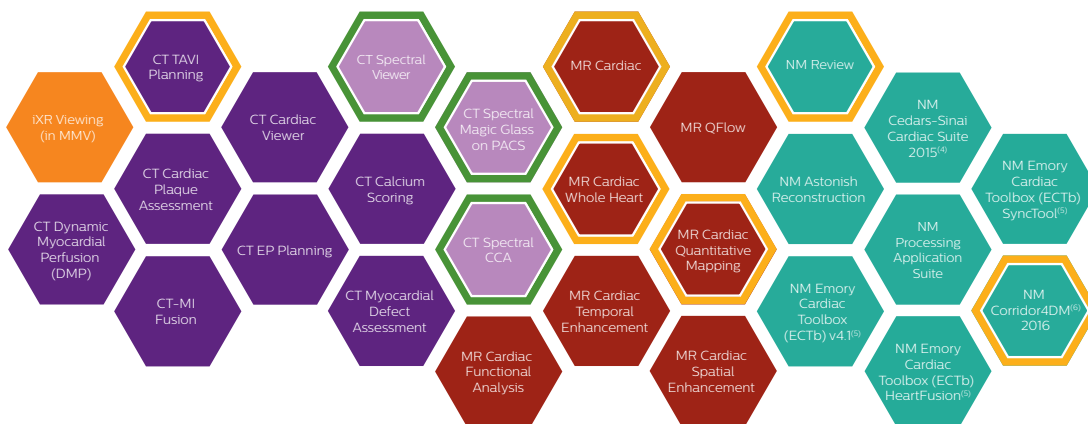 CT TAVI
Planning
CT Spectral
Viewer
MR Cardiac
NM Review
iXR Viewing
(in MMV)
CT Cardiac
Viewer
CT Spectral
Magic Glass
on PACS
MR QFlow
NM
Cedars-Sinai
Cardiac Suite
2015(4)
CT Cardiac
Plaque
Assessment
CT Calcium
Scoring
MR Cardiac
Whole Heart
NM Astonish
Reconstruction
NM Emory
Cardiac
Toolbox (ECTb)
SyncTool(5)
CT Dynamic
Myocardial
Perfusion
(DMP)
CT EP Planning
CT Spectral
CCA
MR Cardiac
Quantitative
Mapping
NM
Processing
Application
Suite
CT-MI
Fusion
CT Myocardial
Defect
Assessment
MR Cardiac
Temporal
Enhancement
NM Emory
Cardiac
Toolbox
(ECTb) v4.1(5)
NM
Corridor4DM(6)
2016
MR Cardiac
Functional
Analysis
MR Cardiac
Spatial
Enhancement
NM Emory
Cardiac
Toolbox (ECTb)
HeartFusion(5)